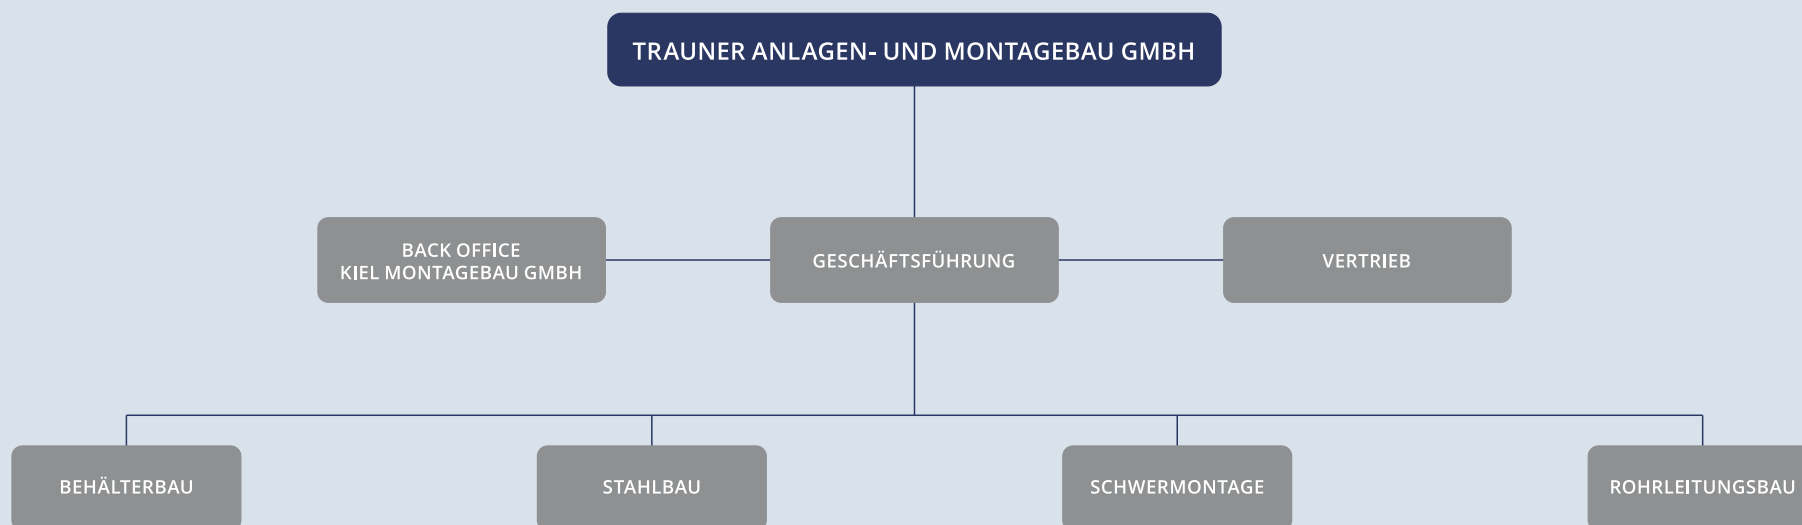 TRAUNER ANLAGEN- UND MONTAGEBAU GMBH
BACK OFFICE
KIEL MONTAGEBAU GMBH
GESCHÄFTSFÜHRUNG
VERTRIEB
BEHÄLTERBAU
STAHLBAU
SCHWERMONTAGE
ROHRLEITUNGSBAU